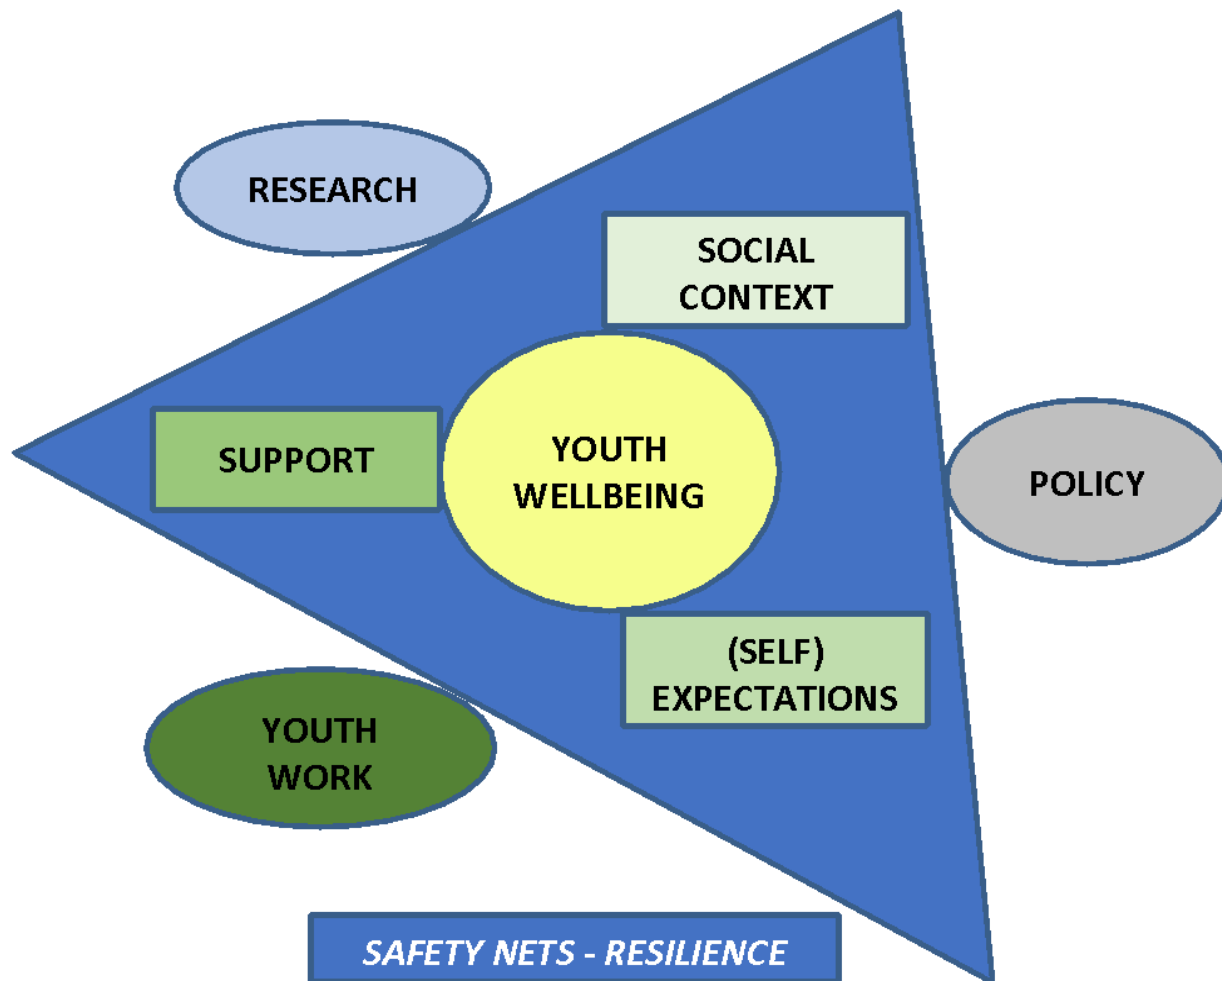 RESEARCH
SOCIAL
CONTEXT
SUPPORT
YOUTH
WELLBEING
POLICY
(SELF)
EXPECTATIONS
YOUTH
WORK
SAFETY NETS - RESILIENCE